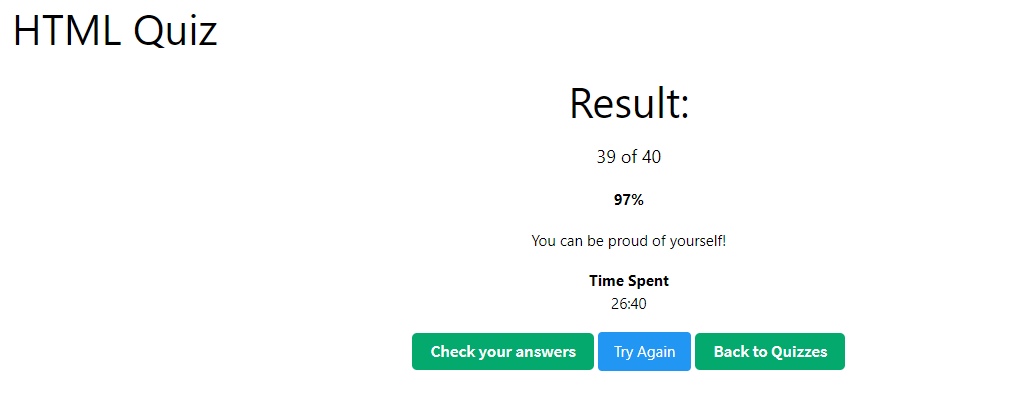 HTML Quiz
Result:
39 of 40
97%
You can be proud of yourself!
Time Spent
26:40
Check your answers Try Again Back to Quizzes